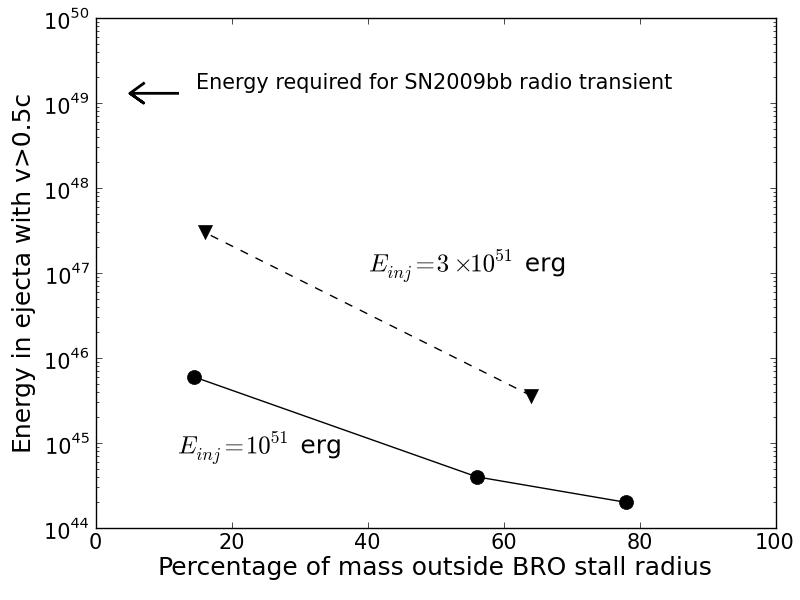 10^50
Energy required for SN2009bb radio transient
10^49
10^48
E_inj=3×10^51 erg
10^47
10^46
E_inj=10^51 erg
10^45
10^44
Energy in ejecta with v>0.5c
0 20 40 60 80 100
Percentage of mass outside BRO stall radius